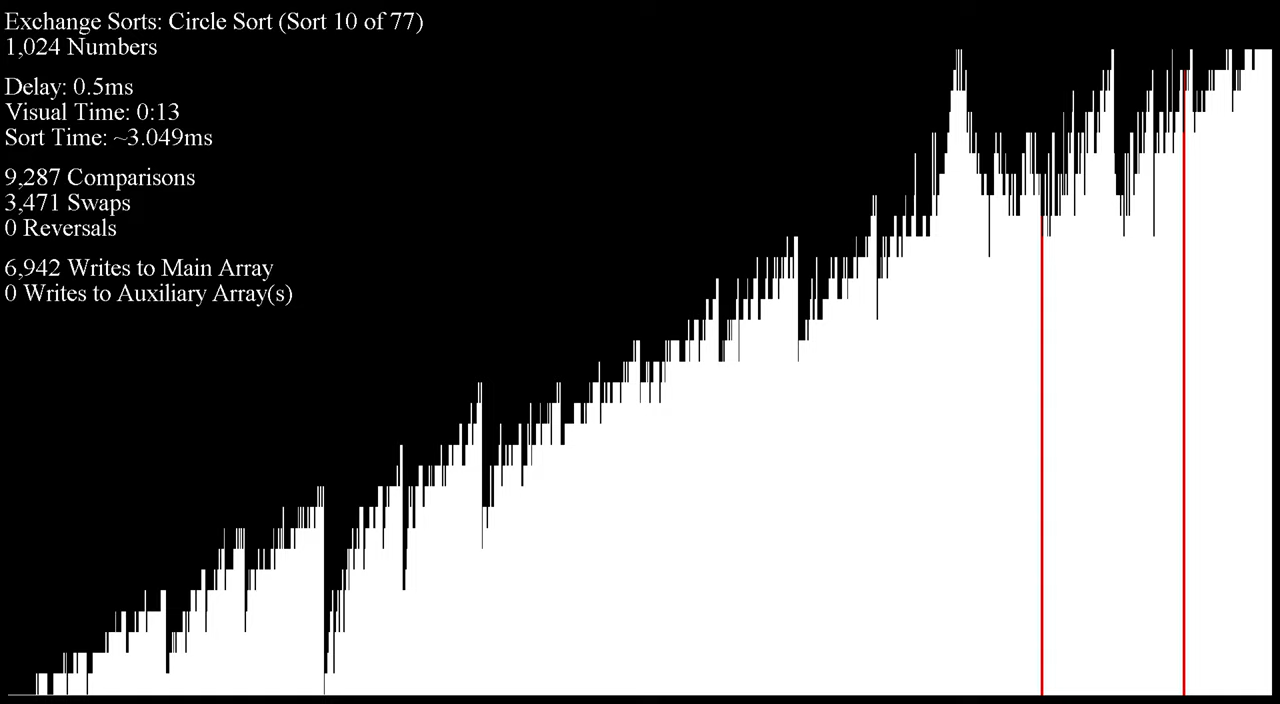 Exchange Sorts: Circle Sort (Sort 10 of 77)
1,024 Numbers
Delay: 0.5ms
Visual Time: 0:13
Sort Time: ~3.049ms
9,287 Comparisons
3,471 Swaps
0 Reversals
6,942 Writes to Main Array
0 Writes to Auxiliary Array(s)